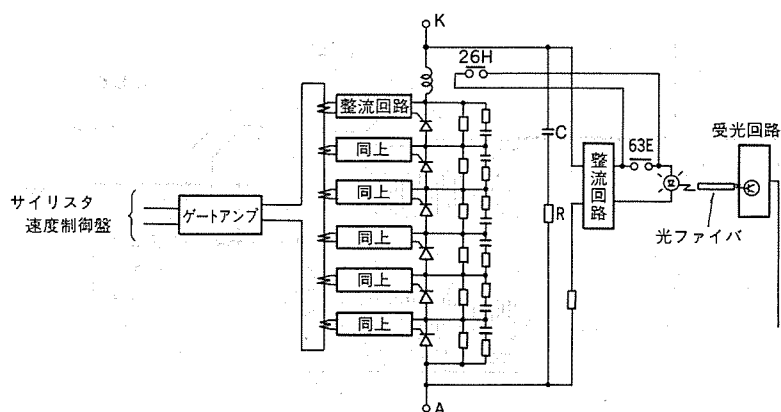 K
26H
整流回路
同上
同上
同上
同上
同上
サイリスタ
速度制御盤
ゲートアンプ
C
R
整流回路
63E
受光回路
光ファイバ
A